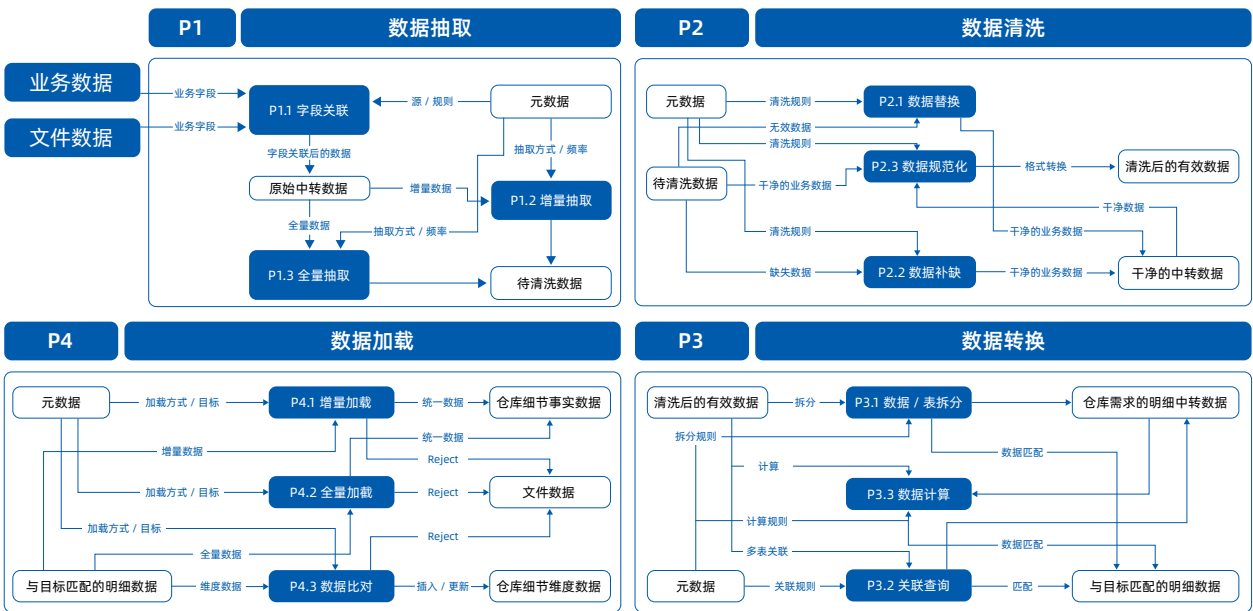 P1
数据抽取
业务数据
文件数据
业务字段
业务字段
P1.1 字段关联
源 / 规则
元数据
字段关联后的数据
抽取方式 / 频率
原始中转数据
增量数据
P1.2 增量抽取
全量数据
抽取方式 / 频率
P1.3 全量抽取
待清洗数据
P2
数据清洗
元数据
清洗规则
P2.1 数据替换
无效数据
清洗规则
待清洗数据
干净的业务数据
P2.3 数据规范化
格式转换
清洗后的有效数据
干净数据
清洗规则
干净的业务数据
缺失数据
P2.2 数据补缺
干净的业务数据
干净的中转数据
P4
数据加载
元数据
加载方式 / 目标
P4.1 增量加载
统一数据
仓库细节事实数据
统一数据
增量数据
Reject
加载方式 / 目标
P4.2 全量加载
Reject
文件数据
加载方式 / 目标
Reject
全量数据
与目标匹配的明细数据
维度数据
P4.3 数据比对
插入 / 更新
仓库细节维度数据
P3
数据转换
清洗后的有效数据
拆分
P3.1 数据 / 表拆分
仓库需求的明细中转数据
拆分规则
数据匹配
计算
P3.3 数据计算
计算规则
数据匹配
多表关联
元数据
关联规则
P3.2 关联查询
匹配
与目标匹配的明细数据